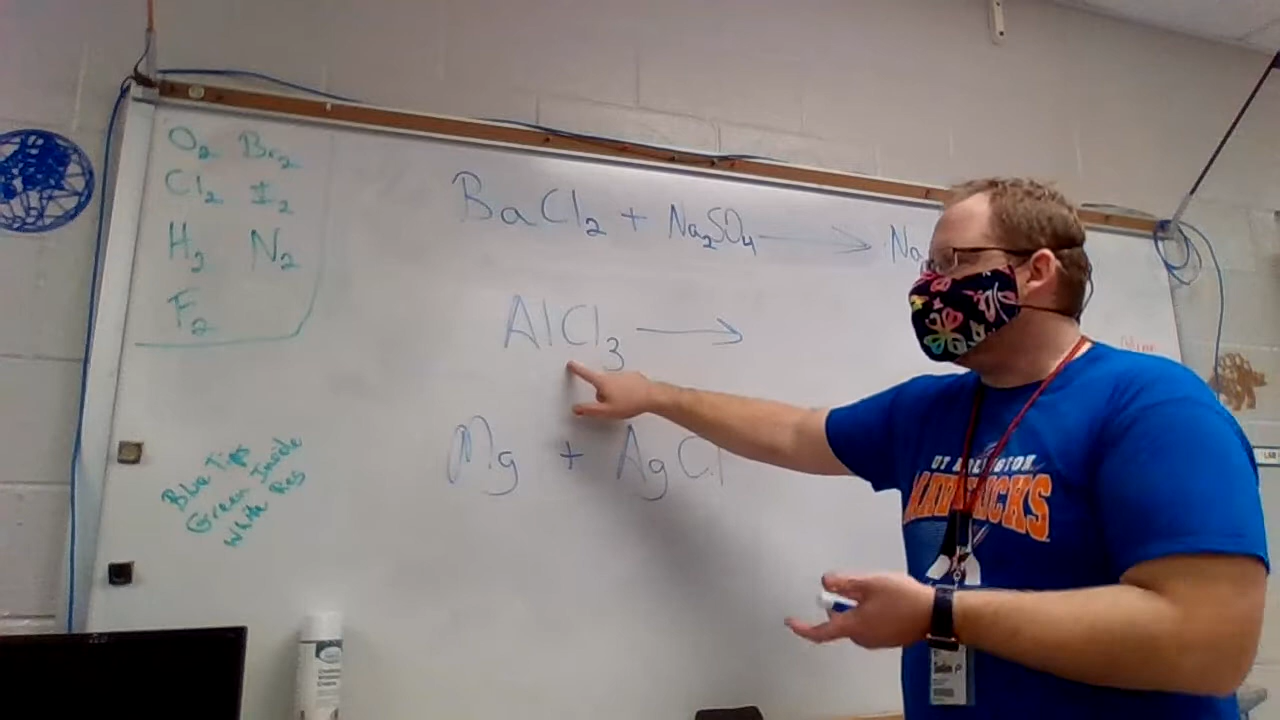 O2 Br2
Cl2 I2
H2 N2
F2
BaCl2 + Na2SO4 → Na
AlCl3 →
Mg + AgCl
Blue Tips
Green Inside
White Res
UT ARLINGTON
MAVERICKS